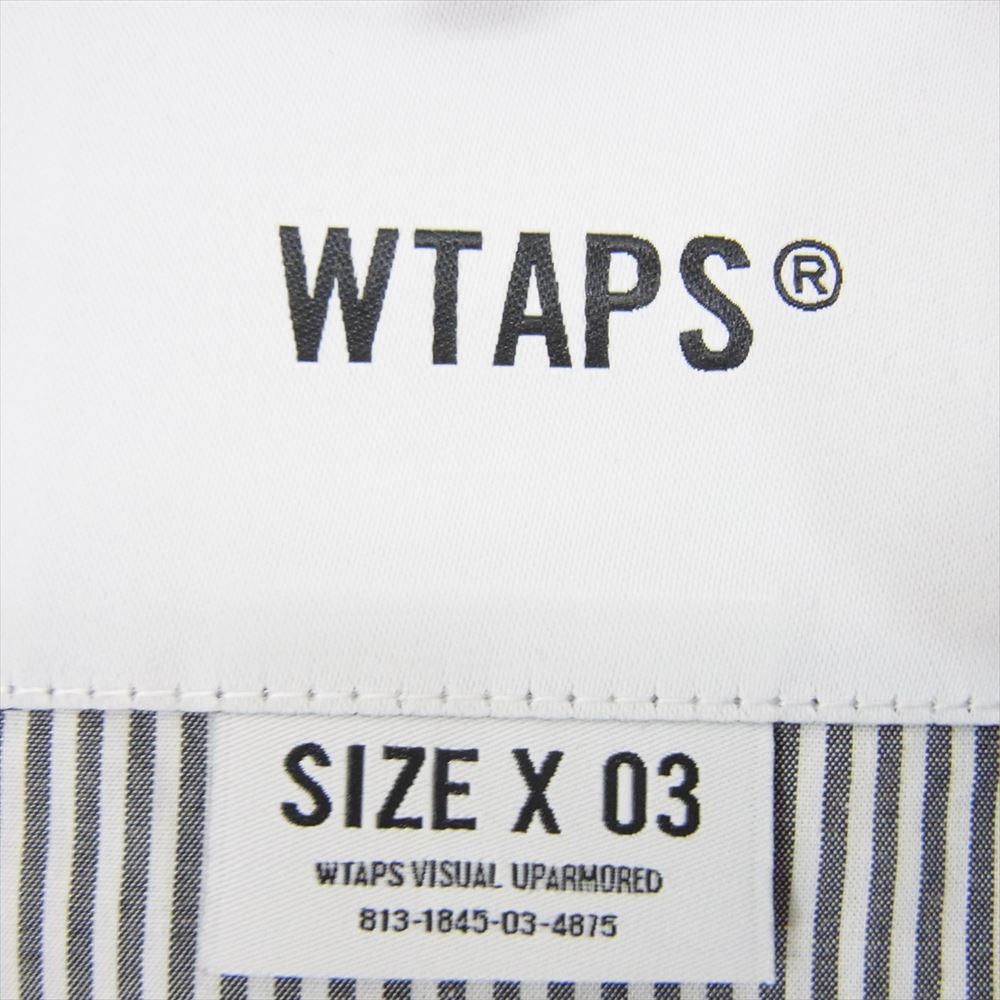 WTAPS®
SIZE X 03
WTAPS VISUAL UPARMORED
813-1845-03-4875